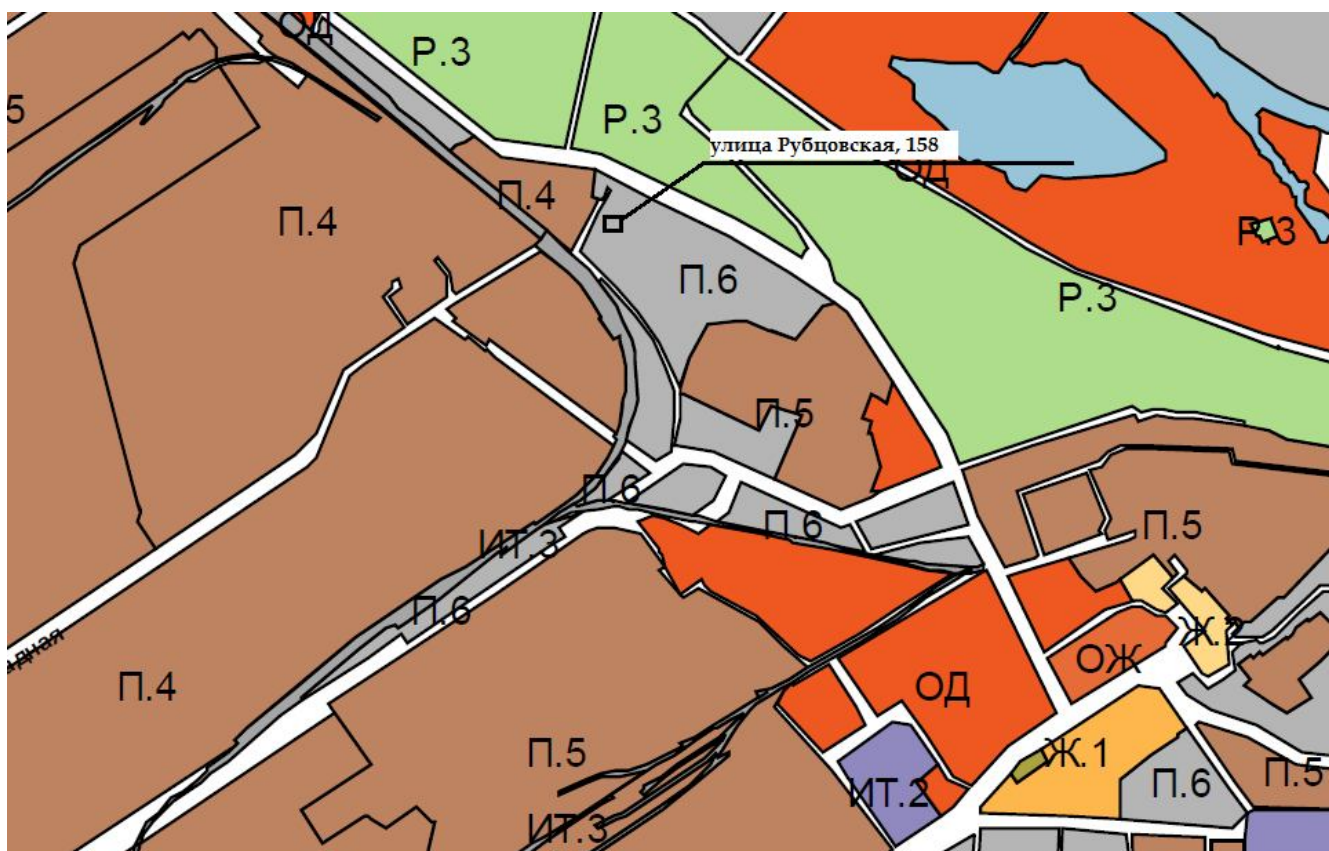 ОД
Р.3
5
Р.3
улица Рубцовская, 158
ОД
П.4
П.4
Р.3
П.6
Р.3
П.5
П.6
П.6
П.5
ИТ.3
П.6
Ж.2
ОЖ
П.4
ОД
П.5
Ж.1
П.6
П.5
ИТ.2
ИТ.3